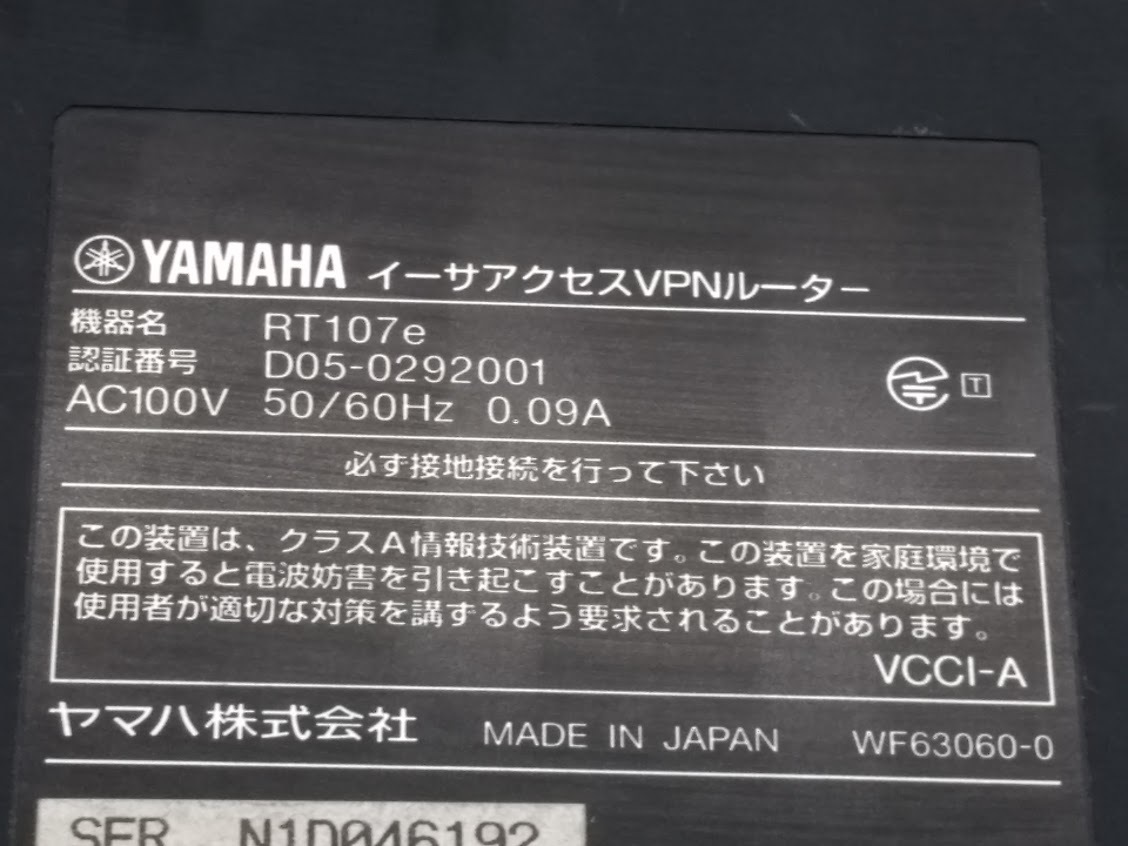 YAMAHA イーサアクセスVPNルーター
機器名 RT107e
認証番号 D05-0292001
T
AC100V 50/60Hz 0.09A
必ず接地接続を行って下さい
この装置は、クラスA情報技術装置です。この装置を家庭環境で
使用すると電波妨害を引き起こすことがあります。この場合には
使用者が適切な対策を講ずるよう要求されることがあります。
VCCI-A
ヤマハ株式会社 MADE IN JAPAN WF63060-0
SER N1D046192